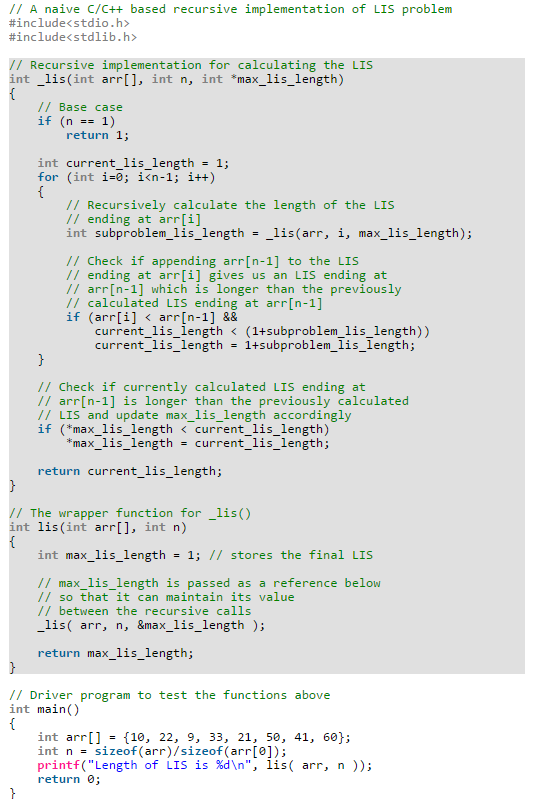 // A naive C/C++ based recursive implementation of LIS problem
#include<stdio.h>
#include<stdlib.h>
// Recursive implementation for calculating the LIS
int _lis(int arr[], int n, int *max_lis_length)
{
// Base case
if (n == 1)
return 1;
int current_lis_length = 1;
for (int i=0; i<n-1; i++)
{
// Recursively calculate the length of the LIS
// ending at arr[i]
int subproblem_lis_length = _lis(arr, i, max_lis_length);
// Check if appending arr[n-1] to the LIS
// ending at arr[i] gives us an LIS ending at
// arr[n-1] which is longer than the previously
// calculated LIS ending at arr[n-1]
if (arr[i] < arr[n-1] &&
current_lis_length < (1+subproblem_lis_length))
current_lis_length = 1+subproblem_lis_length;
}
// Check if currently calculated LIS ending at
// arr[n-1] is longer than the previously calculated
// LIS and update max_lis_length accordingly
if (*max_lis_length < current_lis_length)
*max_lis_length = current_lis_length;
return current_lis_length;
}
// The wrapper function for _lis()
int lis(int arr[], int n)
{
int max_lis_length = 1; // stores the final LIS
// max_lis_length is passed as a reference below
// so that it can maintain its value
// between the recursive calls
_lis( arr, n, &max_lis_length );
return max_lis_length;
}
// Driver program to test the functions above
int main()
{
int arr[] = {10, 22, 9, 33, 21, 50, 41, 60};
int n = sizeof(arr)/sizeof(arr[0]);
printf("Length of LIS is %d\n", lis( arr, n ));
return 0;
}